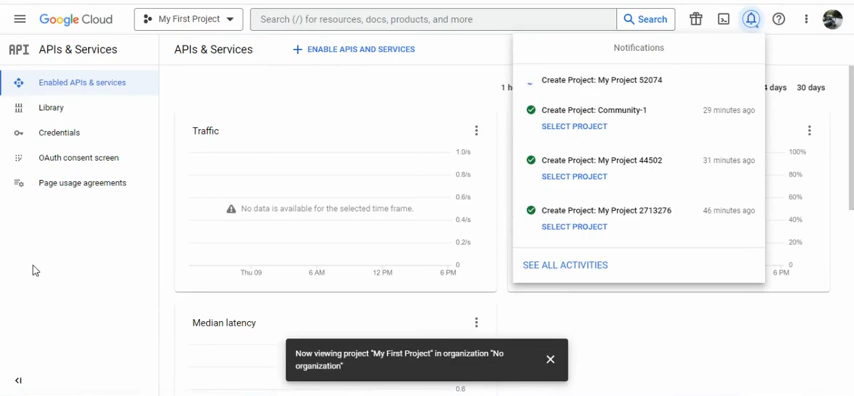 Google Cloud
My First Project
Search (/) for resources, docs, products, and more
Search
API APIs & Services
APIs & Services
ENABLE APIS AND SERVICES
Enabled APIs & services
Library
Credentials
OAuth consent screen
Page usage agreements
1 h
4 days
30 days
Traffic
1.0/s
0.8/s
0.6/s
0.4/s
0.2/s
0
No data is available for the selected time frame.
Thu 09
6 AM
12 PM
6 PM
Notifications
Create Project: My Project 52074
Create Project: Community-1
29 minutes ago
SELECT PROJECT
Create Project: My Project 44502
31 minutes ago
SELECT PROJECT
Create Project: My Project 2713276
46 minutes ago
SELECT PROJECT
SEE ALL ACTIVITIES
100%
80%
60%
40%
20%
0
6 PM
Median latency
0.6
Now viewing project "My First Project" in organization "No
organization"